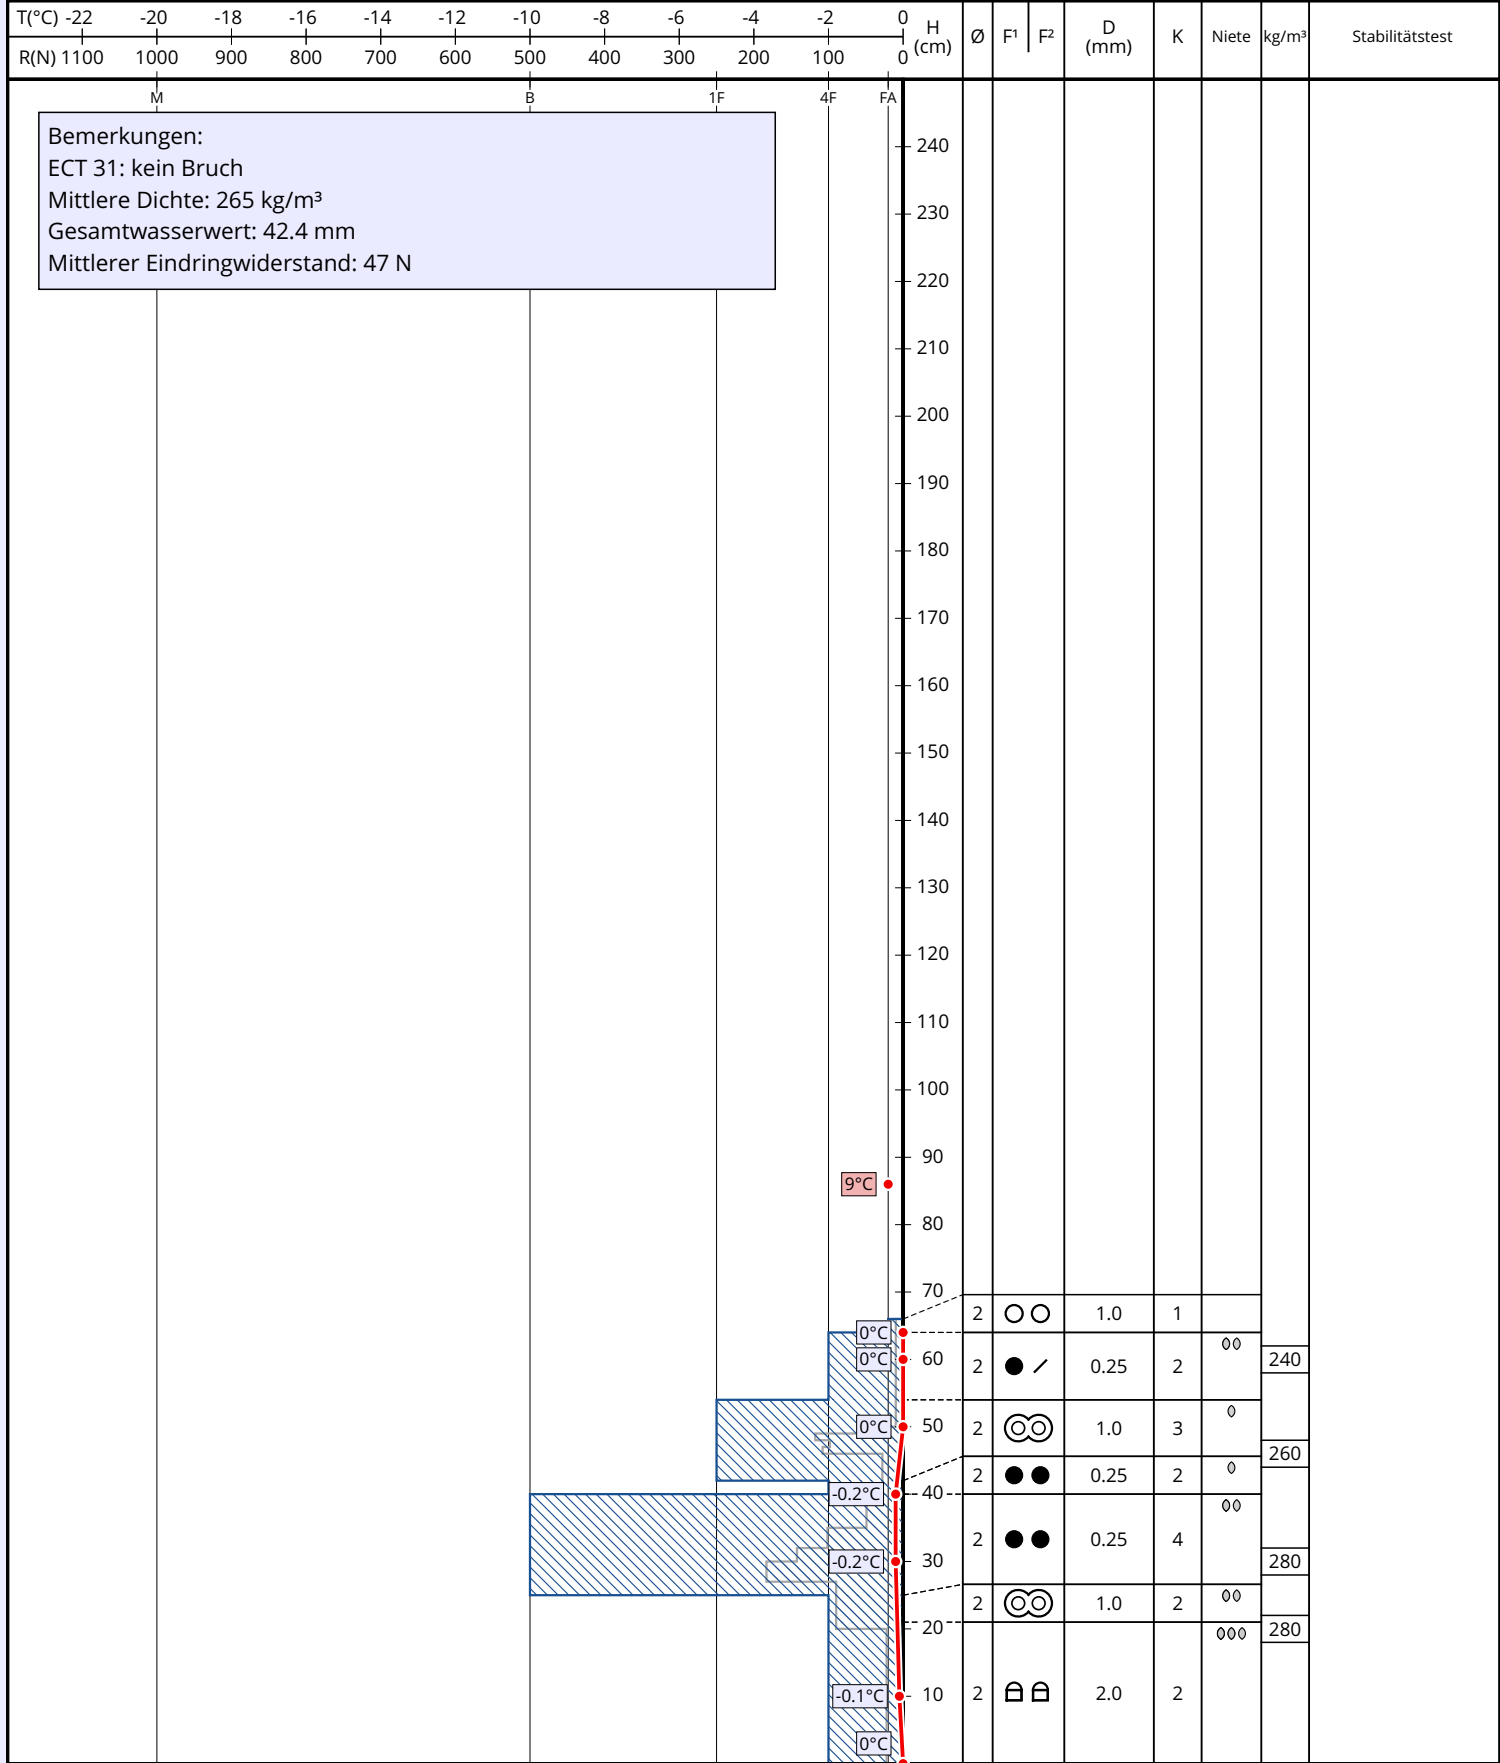 T(°C) -22 -20 -18 -16 -14 -12 -10 -8 -6 -4 -2 0
R(N) 1100 1000 900 800 700 600 500 400 300 200 100 0
H (cm) Ø F¹ F² D (mm) K Niete kg/m³ Stabilitätstest
M B 1F 4F FA
Bemerkungen:
ECT 31: kein Bruch
Mittlere Dichte: 265 kg/m³
Gesamtwasserwert: 42.4 mm
Mittlerer Eindringwiderstand: 47 N
240
230
220
210
200
190
180
170
160
150
140
130
120
110
100
90
9°C
80
70
2 1.0 1
0°C
0°C 60 240
2 0.25 2
0°C 50 2 1.0 3
260
2 0.25 2
-0.2°C 40
2 0.25 4
-0.2°C 30 280
2 1.0 2
20 280
-0.1°C 10 2 2.0 2
0°C